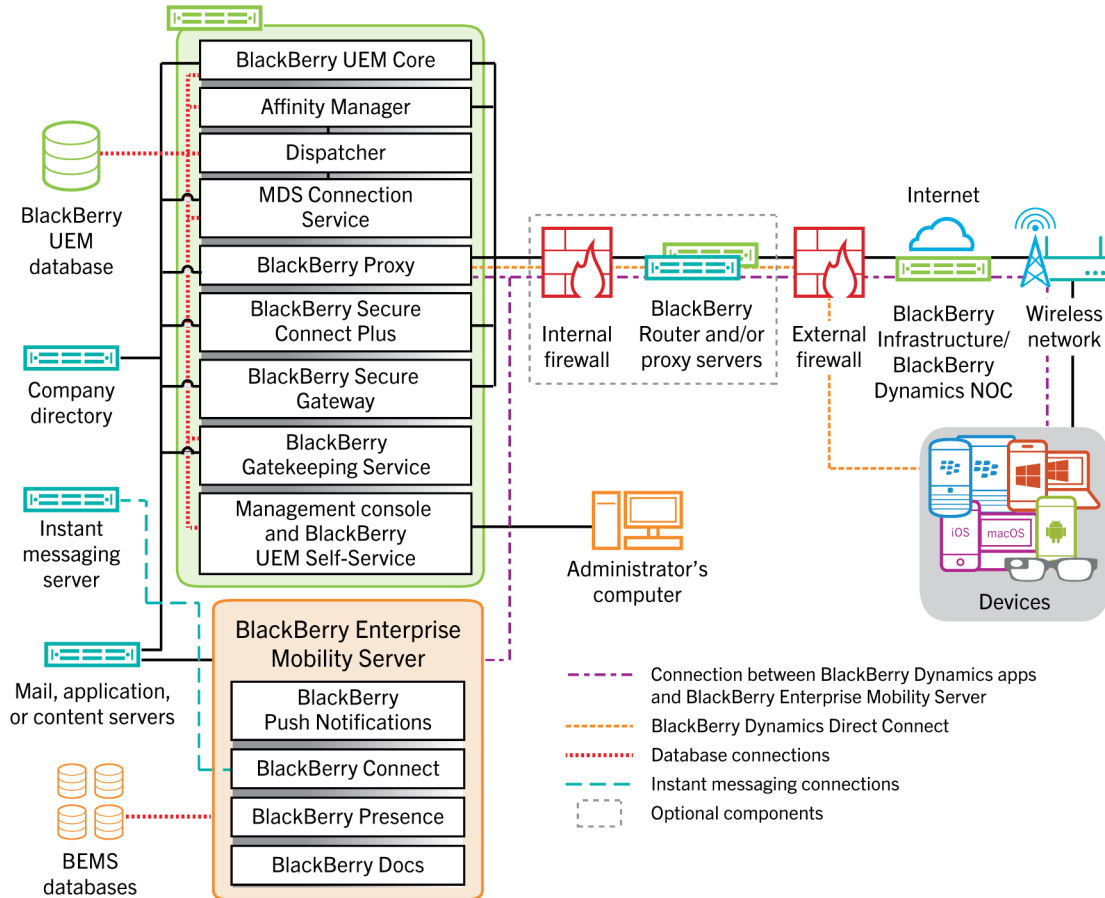 BlackBerry UEM Core
Affinity Manager
Dispatcher
MDS Connection
Service
BlackBerry Proxy
BlackBerry Secure
Connect Plus
BlackBerry Secure
Gateway
BlackBerry
Gatekeeping Service
Management console
and BlackBerry
UEM Self-Service
BlackBerry
UEM
database
Company
directory
Instant
messaging
server
Mail, application,
or content servers
BEMS
databases
BlackBerry Enterprise
Mobility Server
BlackBerry
Push Notifications
BlackBerry Connect
BlackBerry Presence
BlackBerry Docs
Internal
firewall
BlackBerry
Router and/or
proxy servers
External
firewall
Internet
BlackBerry
Infrastructure/
BlackBerry
Dynamics NOC
Wireless
network
Administrator's
computer
iOS
macOS
Devices
Connection between BlackBerry Dynamics apps
and BlackBerry Enterprise Mobility Server
BlackBerry Dynamics Direct Connect
Database connections
Instant messaging connections
Optional components